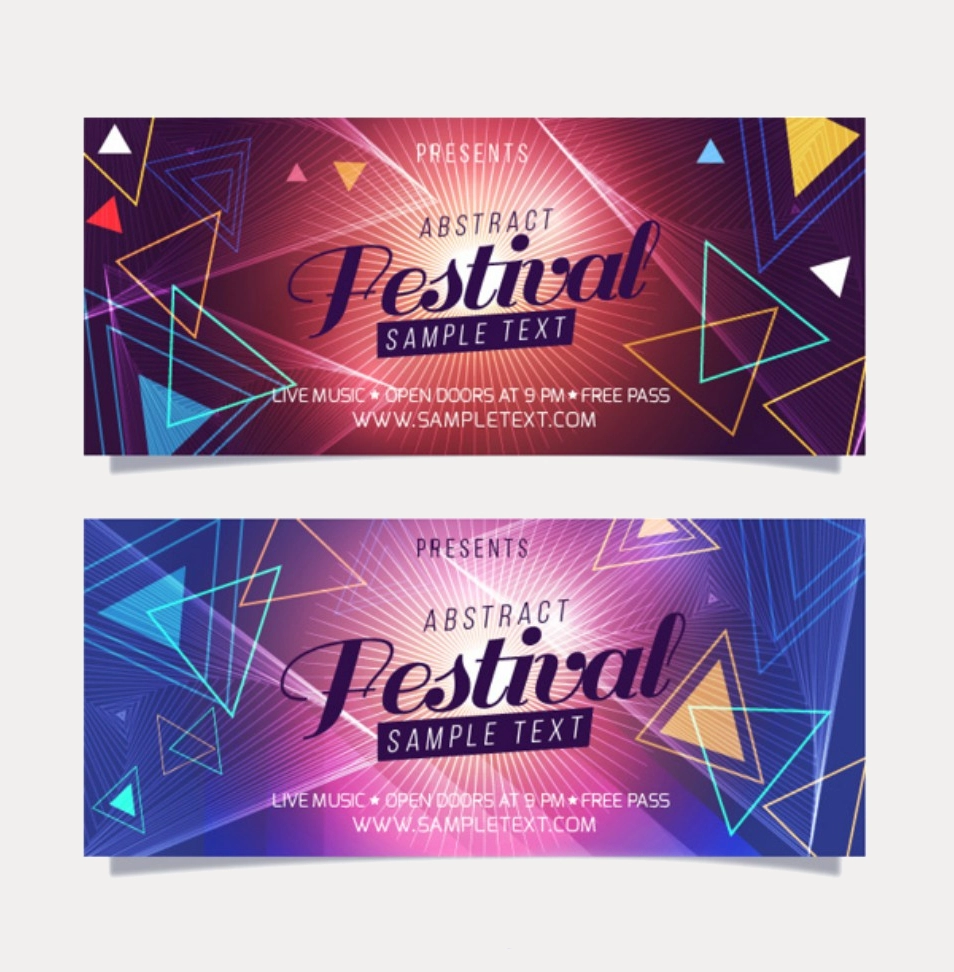 PRESENTS
ABSTRACT
Festival
SAMPLE TEXT
LIVE MUSIC ★ OPEN DOORS AT 9 PM ★ FREE PASS
WWW.SAMPLETEXT.COM
PRESENTS
ABSTRACT
Festival
SAMPLE TEXT
LIVE MUSIC ★ OPEN DOORS AT 9 PM ★ FREE PASS
WWW.SAMPLETEXT.COM